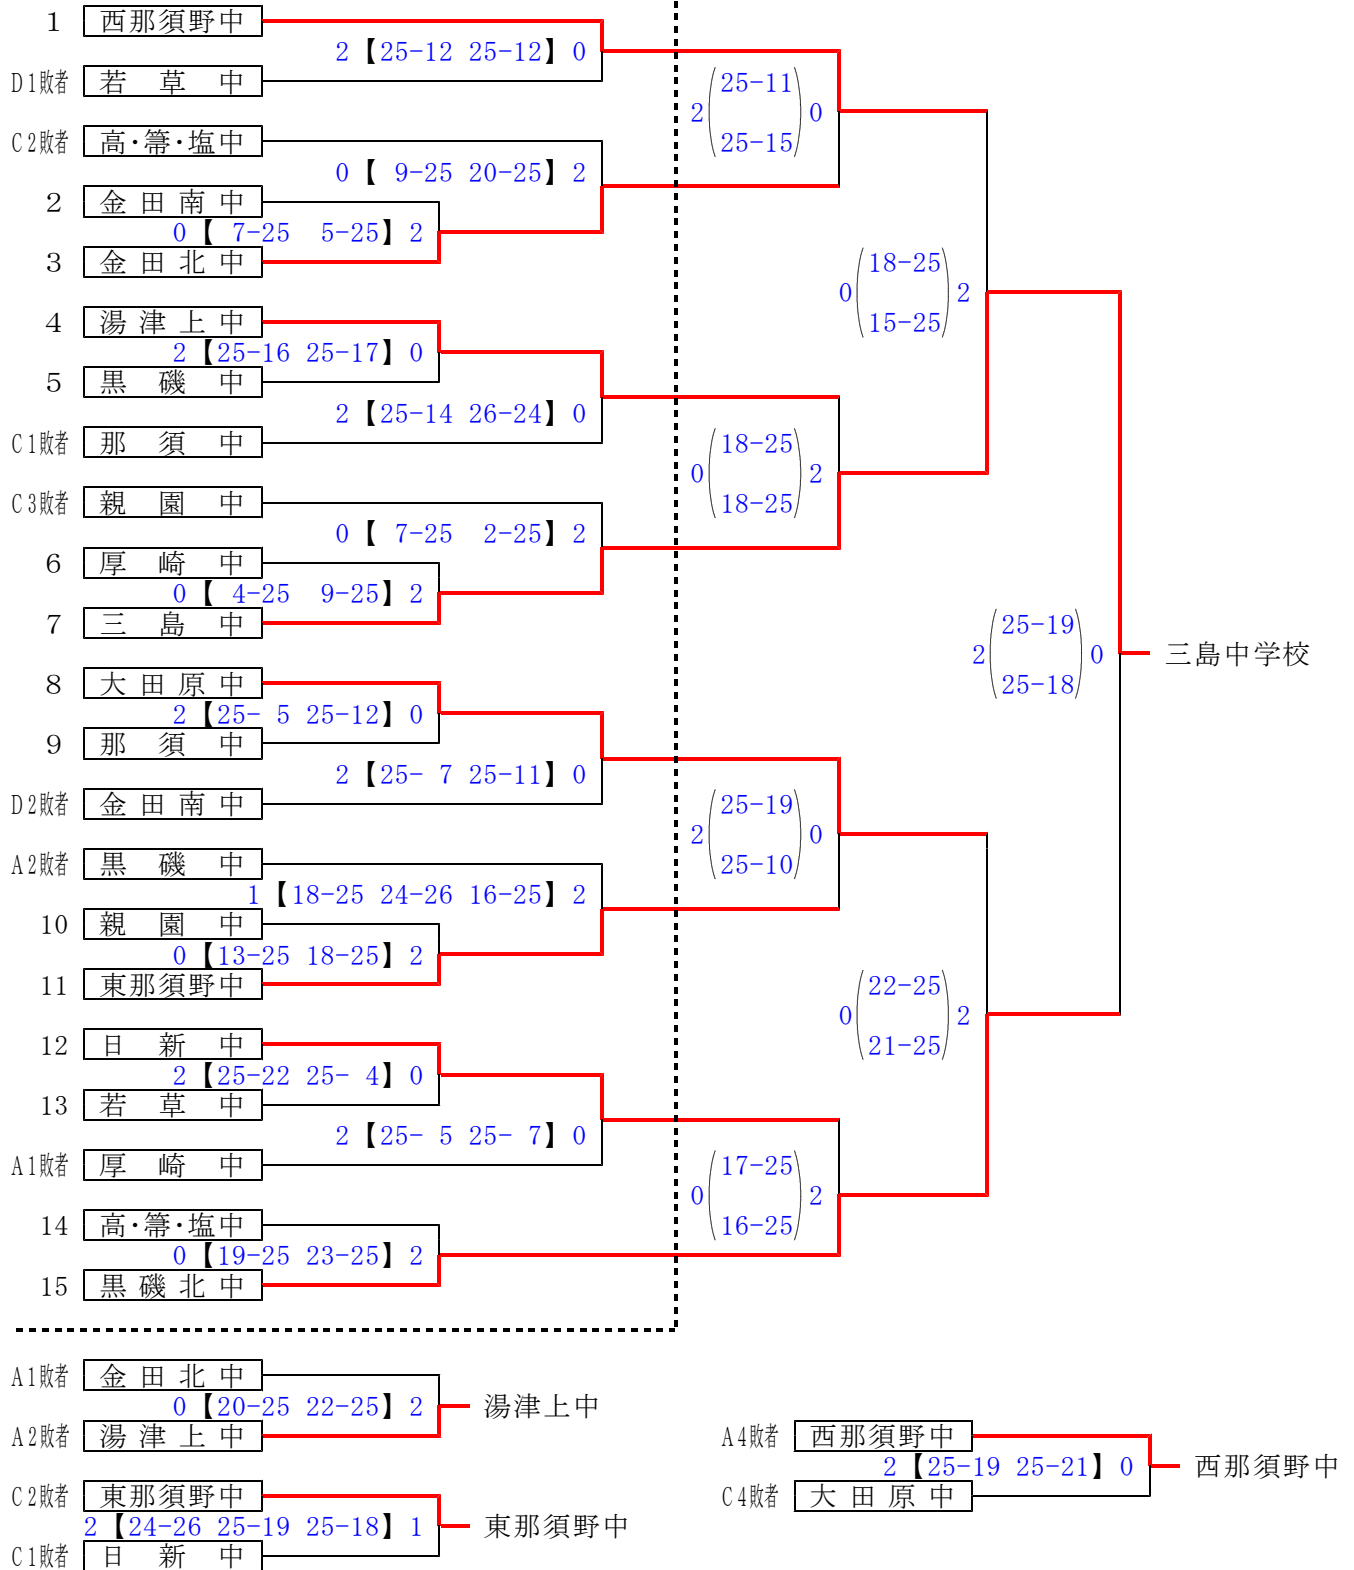 1 西那須野中
2【25-12 25-12】0
D1敗者 若草中
2(25-11 25-15)0
C2敗者 高・箒・塩中
0【 9-25 20-25】2
2 金田南中
0【 7-25  5-25】2
3 金田北中
0(18-25 15-25)2
4 湯津上中
2【25-16 25-17】0
5 黒磯中
2【25-14 26-24】0
C1敗者 那須中
0(18-25 18-25)2
C3敗者 親園中
0【 7-25  2-25】2
6 厚崎中
0【 4-25  9-25】2
7 三島中
2(25-19 25-18)0 三島中学校
8 大田原中
2【25- 5 25-12】0
9 那須中
2【25- 7 25-11】0
D2敗者 金田南中
2(25-19 25-10)0
A2敗者 黒磯中
1【18-25 24-26 16-25】2
10 親園中
0【13-25 18-25】2
11 東那須野中
0(22-25 21-25)2
12 日新中
2【25-22 25- 4】0
13 若草中
2【25- 5 25- 7】0
A1敗者 厚崎中
0(17-25 16-25)2
14 高・箒・塩中
0【19-25 23-25】2
15 黒磯北中
A1敗者 金田北中
0【20-25 22-25】2 湯津上中
A2敗者 湯津上中
A4敗者 西那須野中
2【25-19 25-21】0 西那須野中
C4敗者 大田原中
C2敗者 東那須野中
2【24-26 25-19 25-18】1 東那須野中
C1敗者 日新中